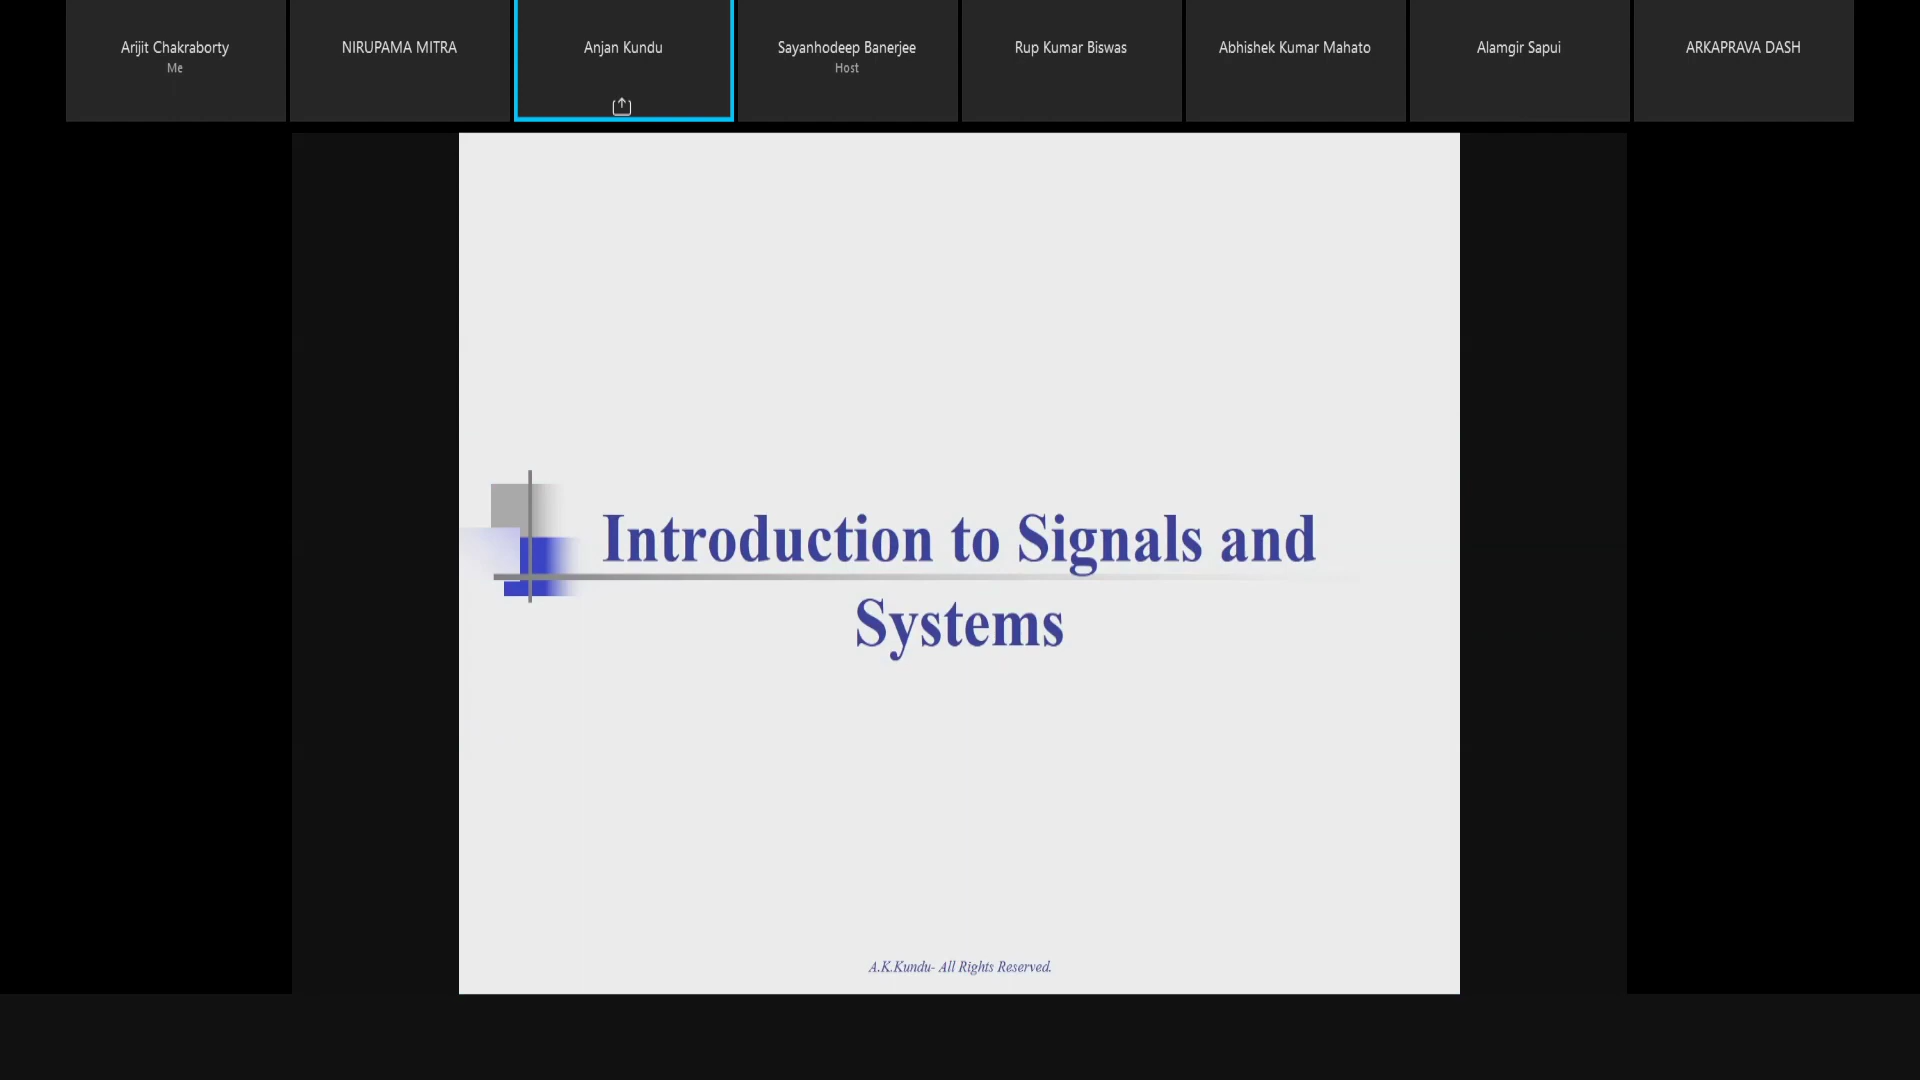 Arijit Chakraborty
Me
NIRUPAMA MITRA
Anjan Kundu
Sayanhodeep Banerjee
Host
Rup Kumar Biswas
Abhishek Kumar Mahato
Alamgir Sapui
ARKAPRAVA DASH
Introduction to Signals and
Systems
A.K.Kundu- All Rights Reserved.